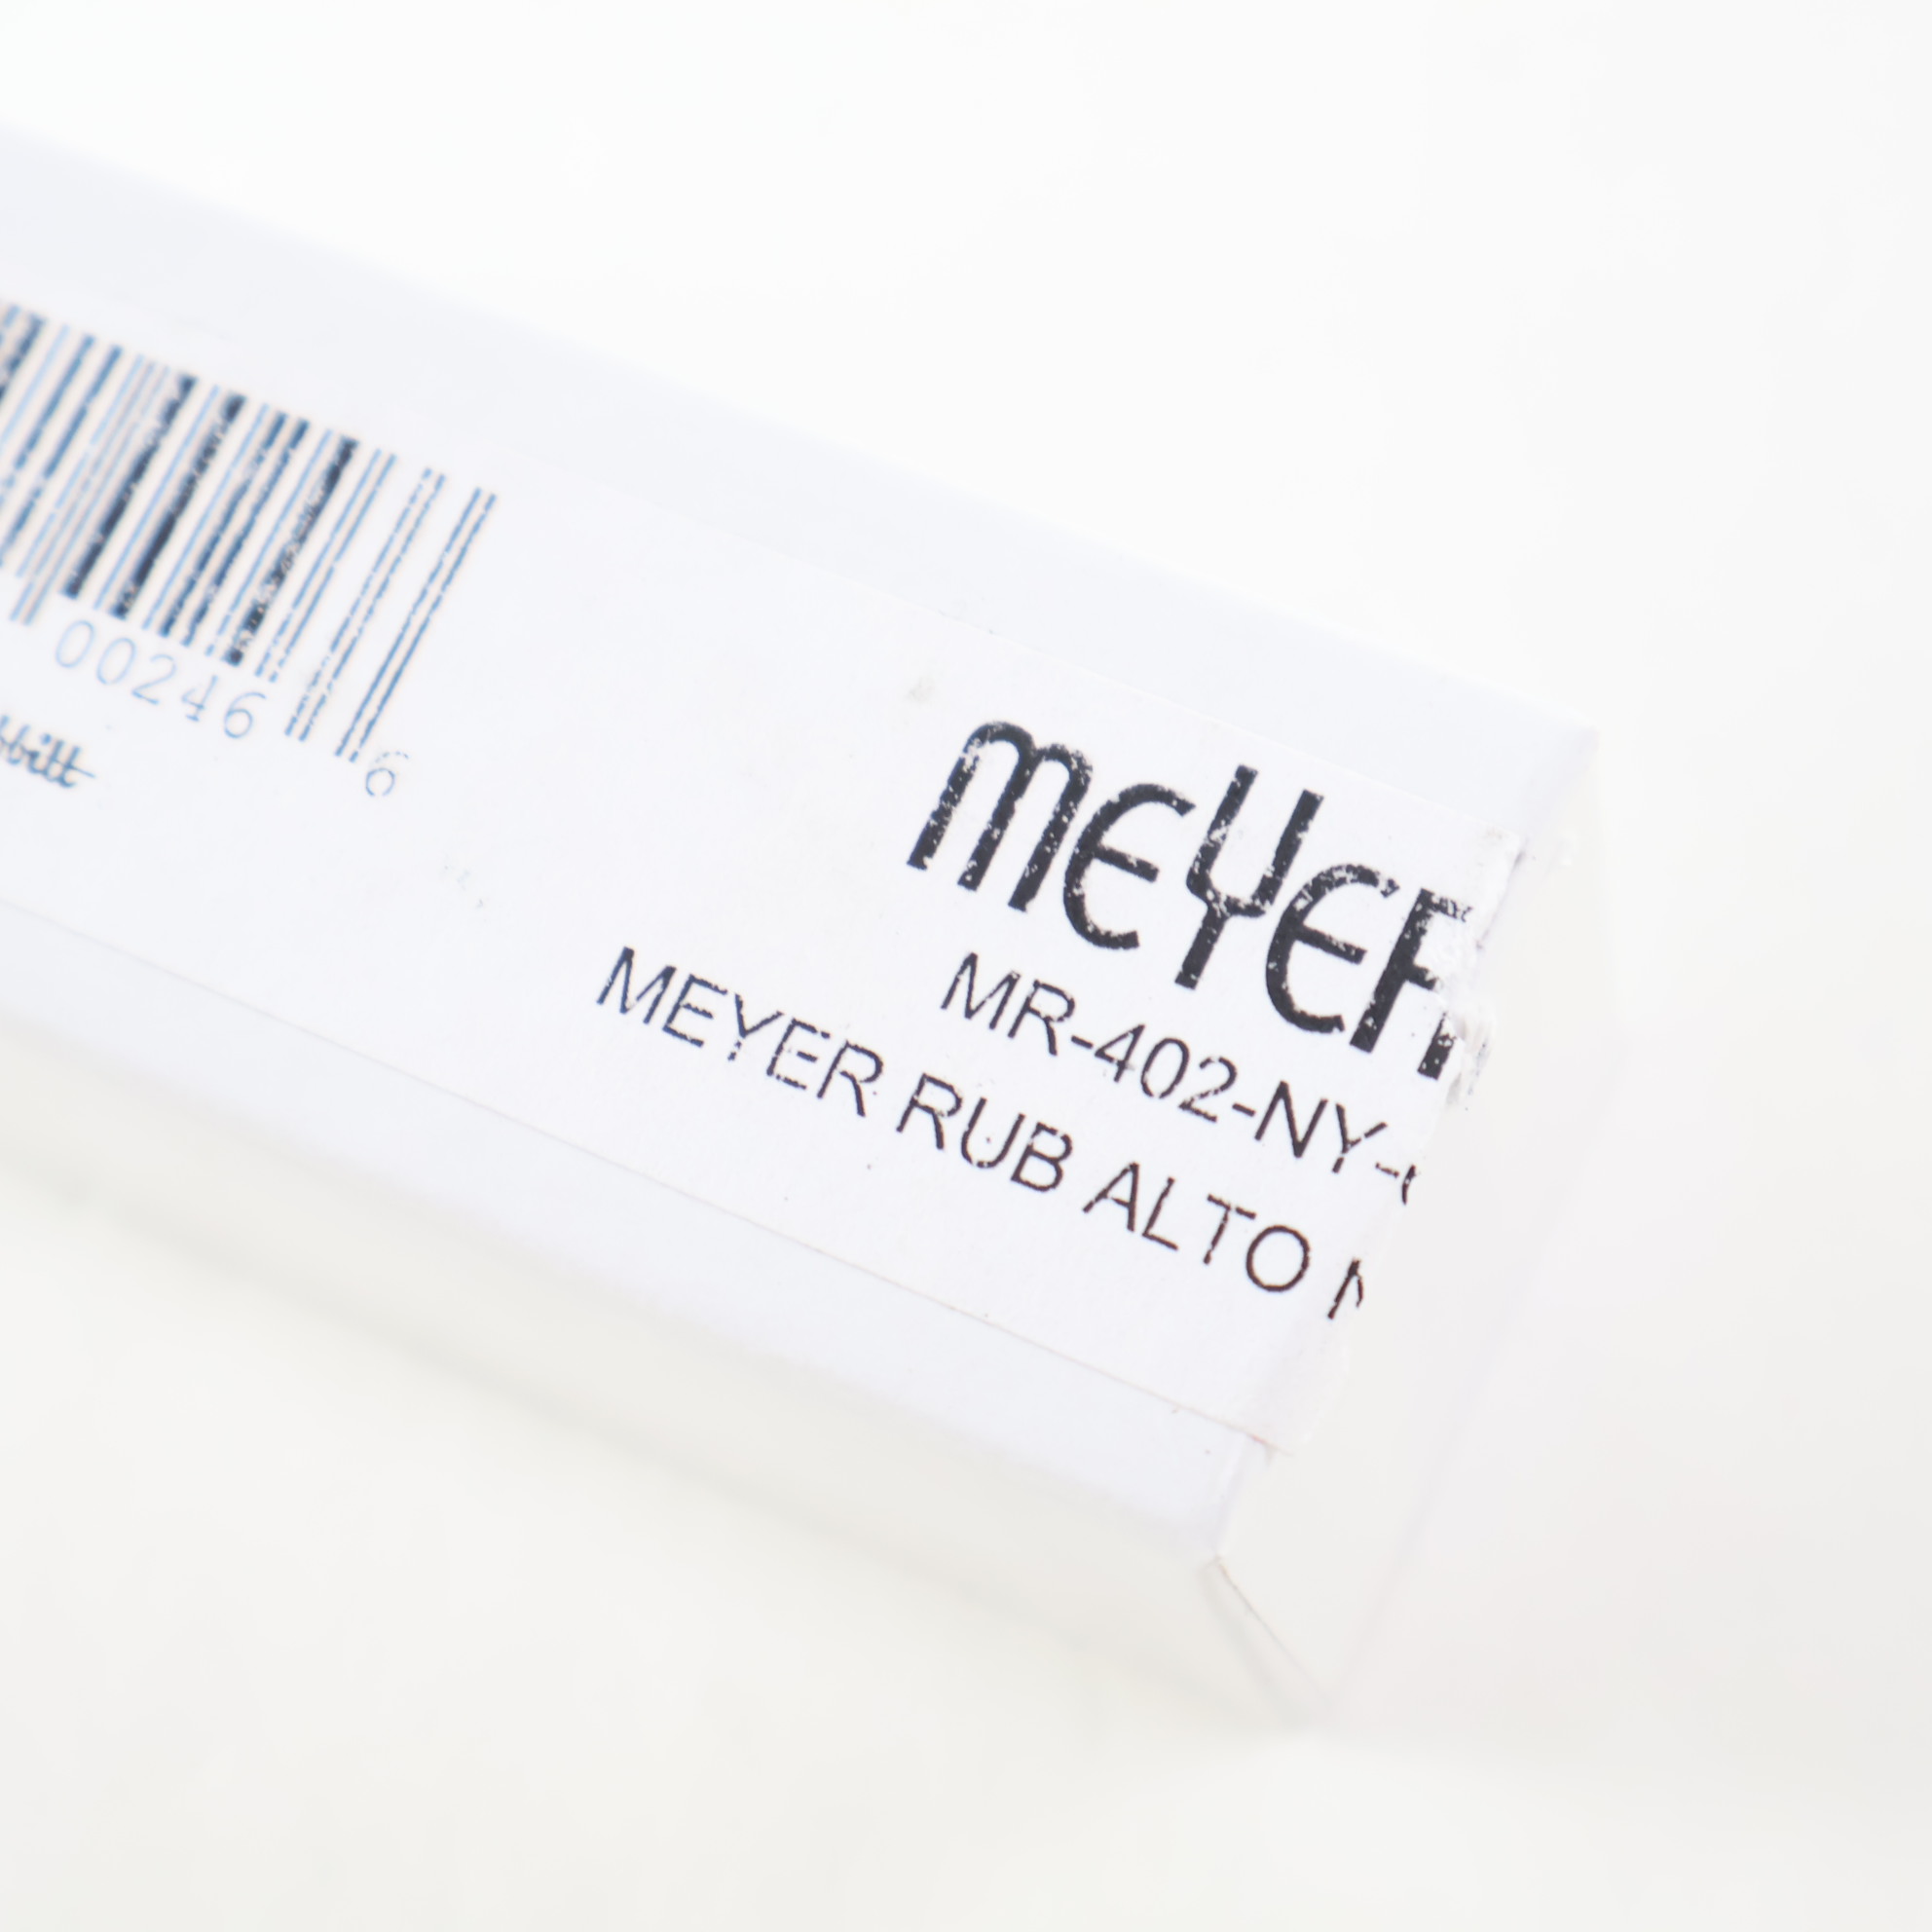 00246
6
MEYER
MR-402-NY-
MEYER RUB ALTO